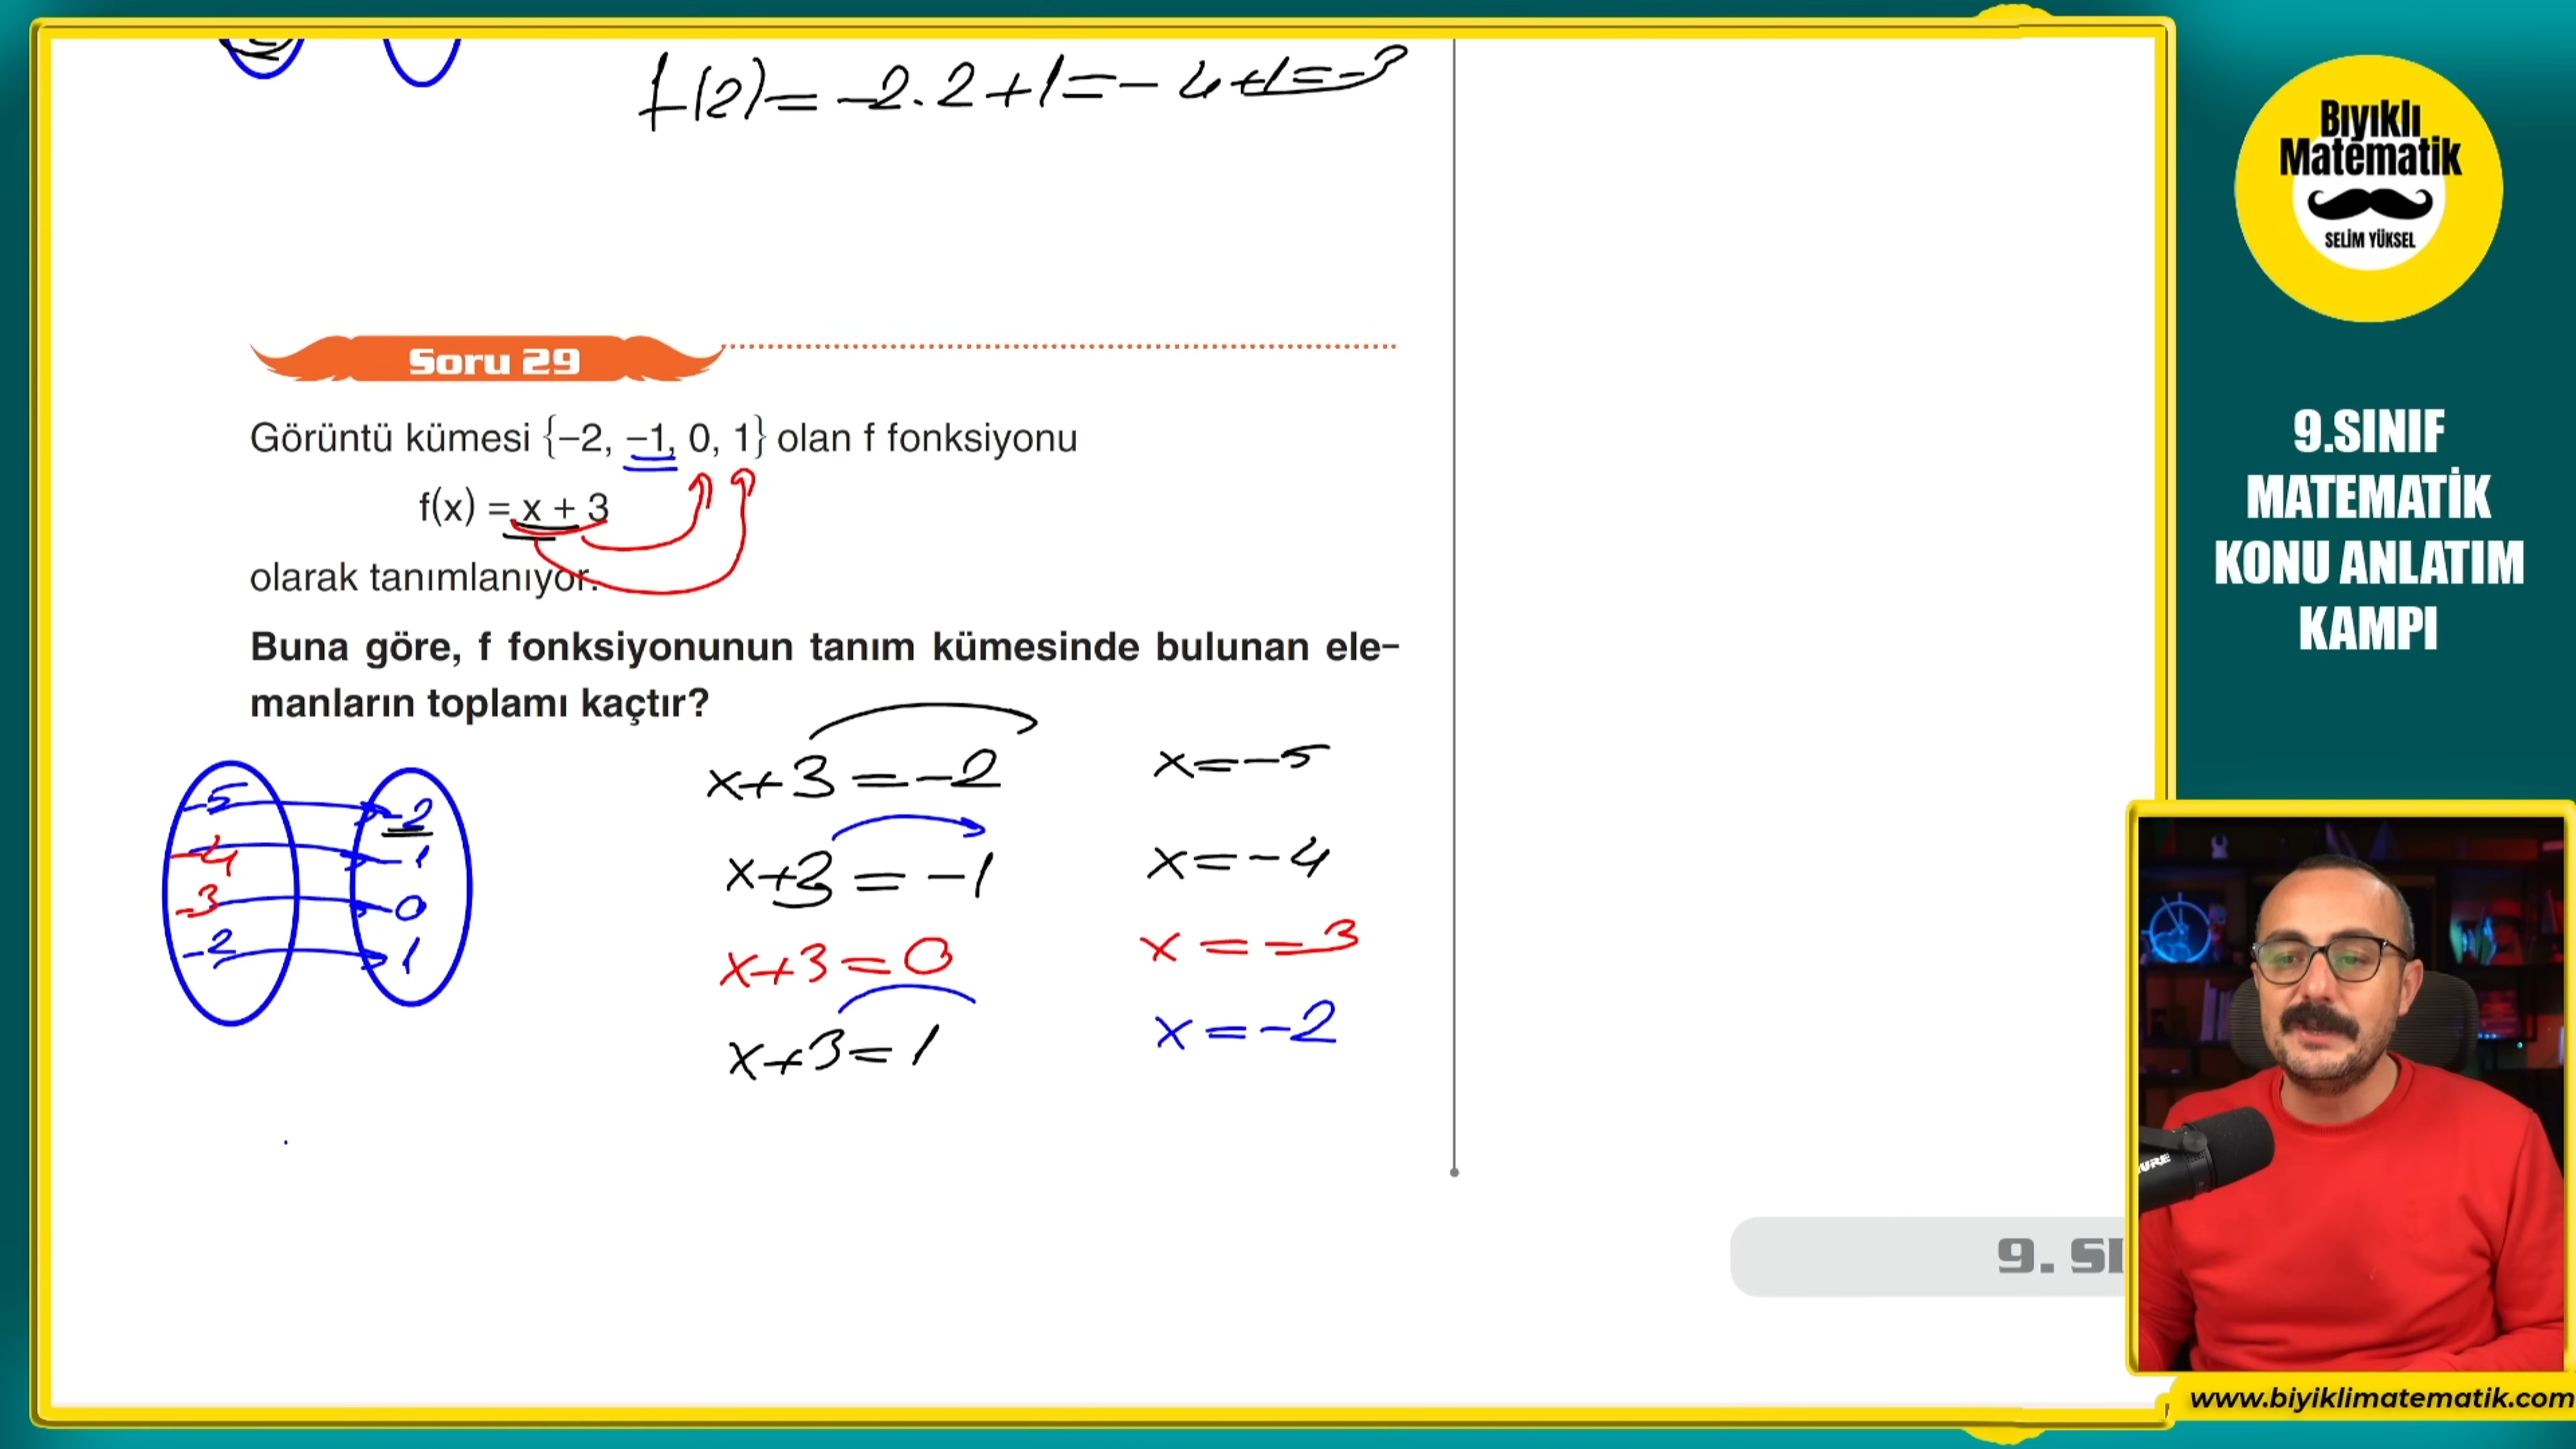 f(2) = -2.2+1 = -4+1 = -3
Soru 29
Görüntü kümesi {–2, –1, 0, 1} olan f fonksiyonu
f(x) = x + 3
olarak tanımlanıyor.
Buna göre, f fonksiyonunun tanım kümesinde bulunan ele–
manların toplamı kaçtır?
-5 -2
-4 -1
-3 0
-2 1
x+3 = -2 x = -5
x+3 = -1 x = -4
x+3 = 0 x = -3
x+3 = 1 x = -2
9. SI
Bıyıklı
Matematik
SELİM YÜKSEL
9.SINIF
MATEMATİK
KONU ANLATIM
KAMPI
URE
www.biyiklimatematik.com